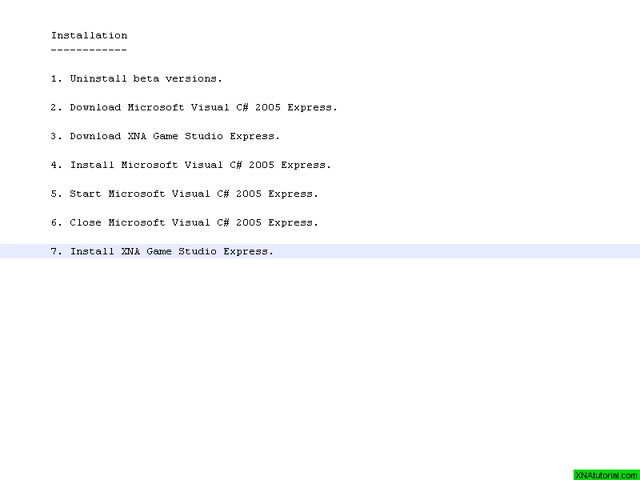 Installation
------------
1. Uninstall beta versions.
2. Download Microsoft Visual C# 2005 Express.
3. Download XNA Game Studio Express.
4. Install Microsoft Visual C# 2005 Express.
5. Start Microsoft Visual C# 2005 Express.
6. Close Microsoft Visual C# 2005 Express.
7. Install XNA Game Studio Express.
XNAtutorial.com